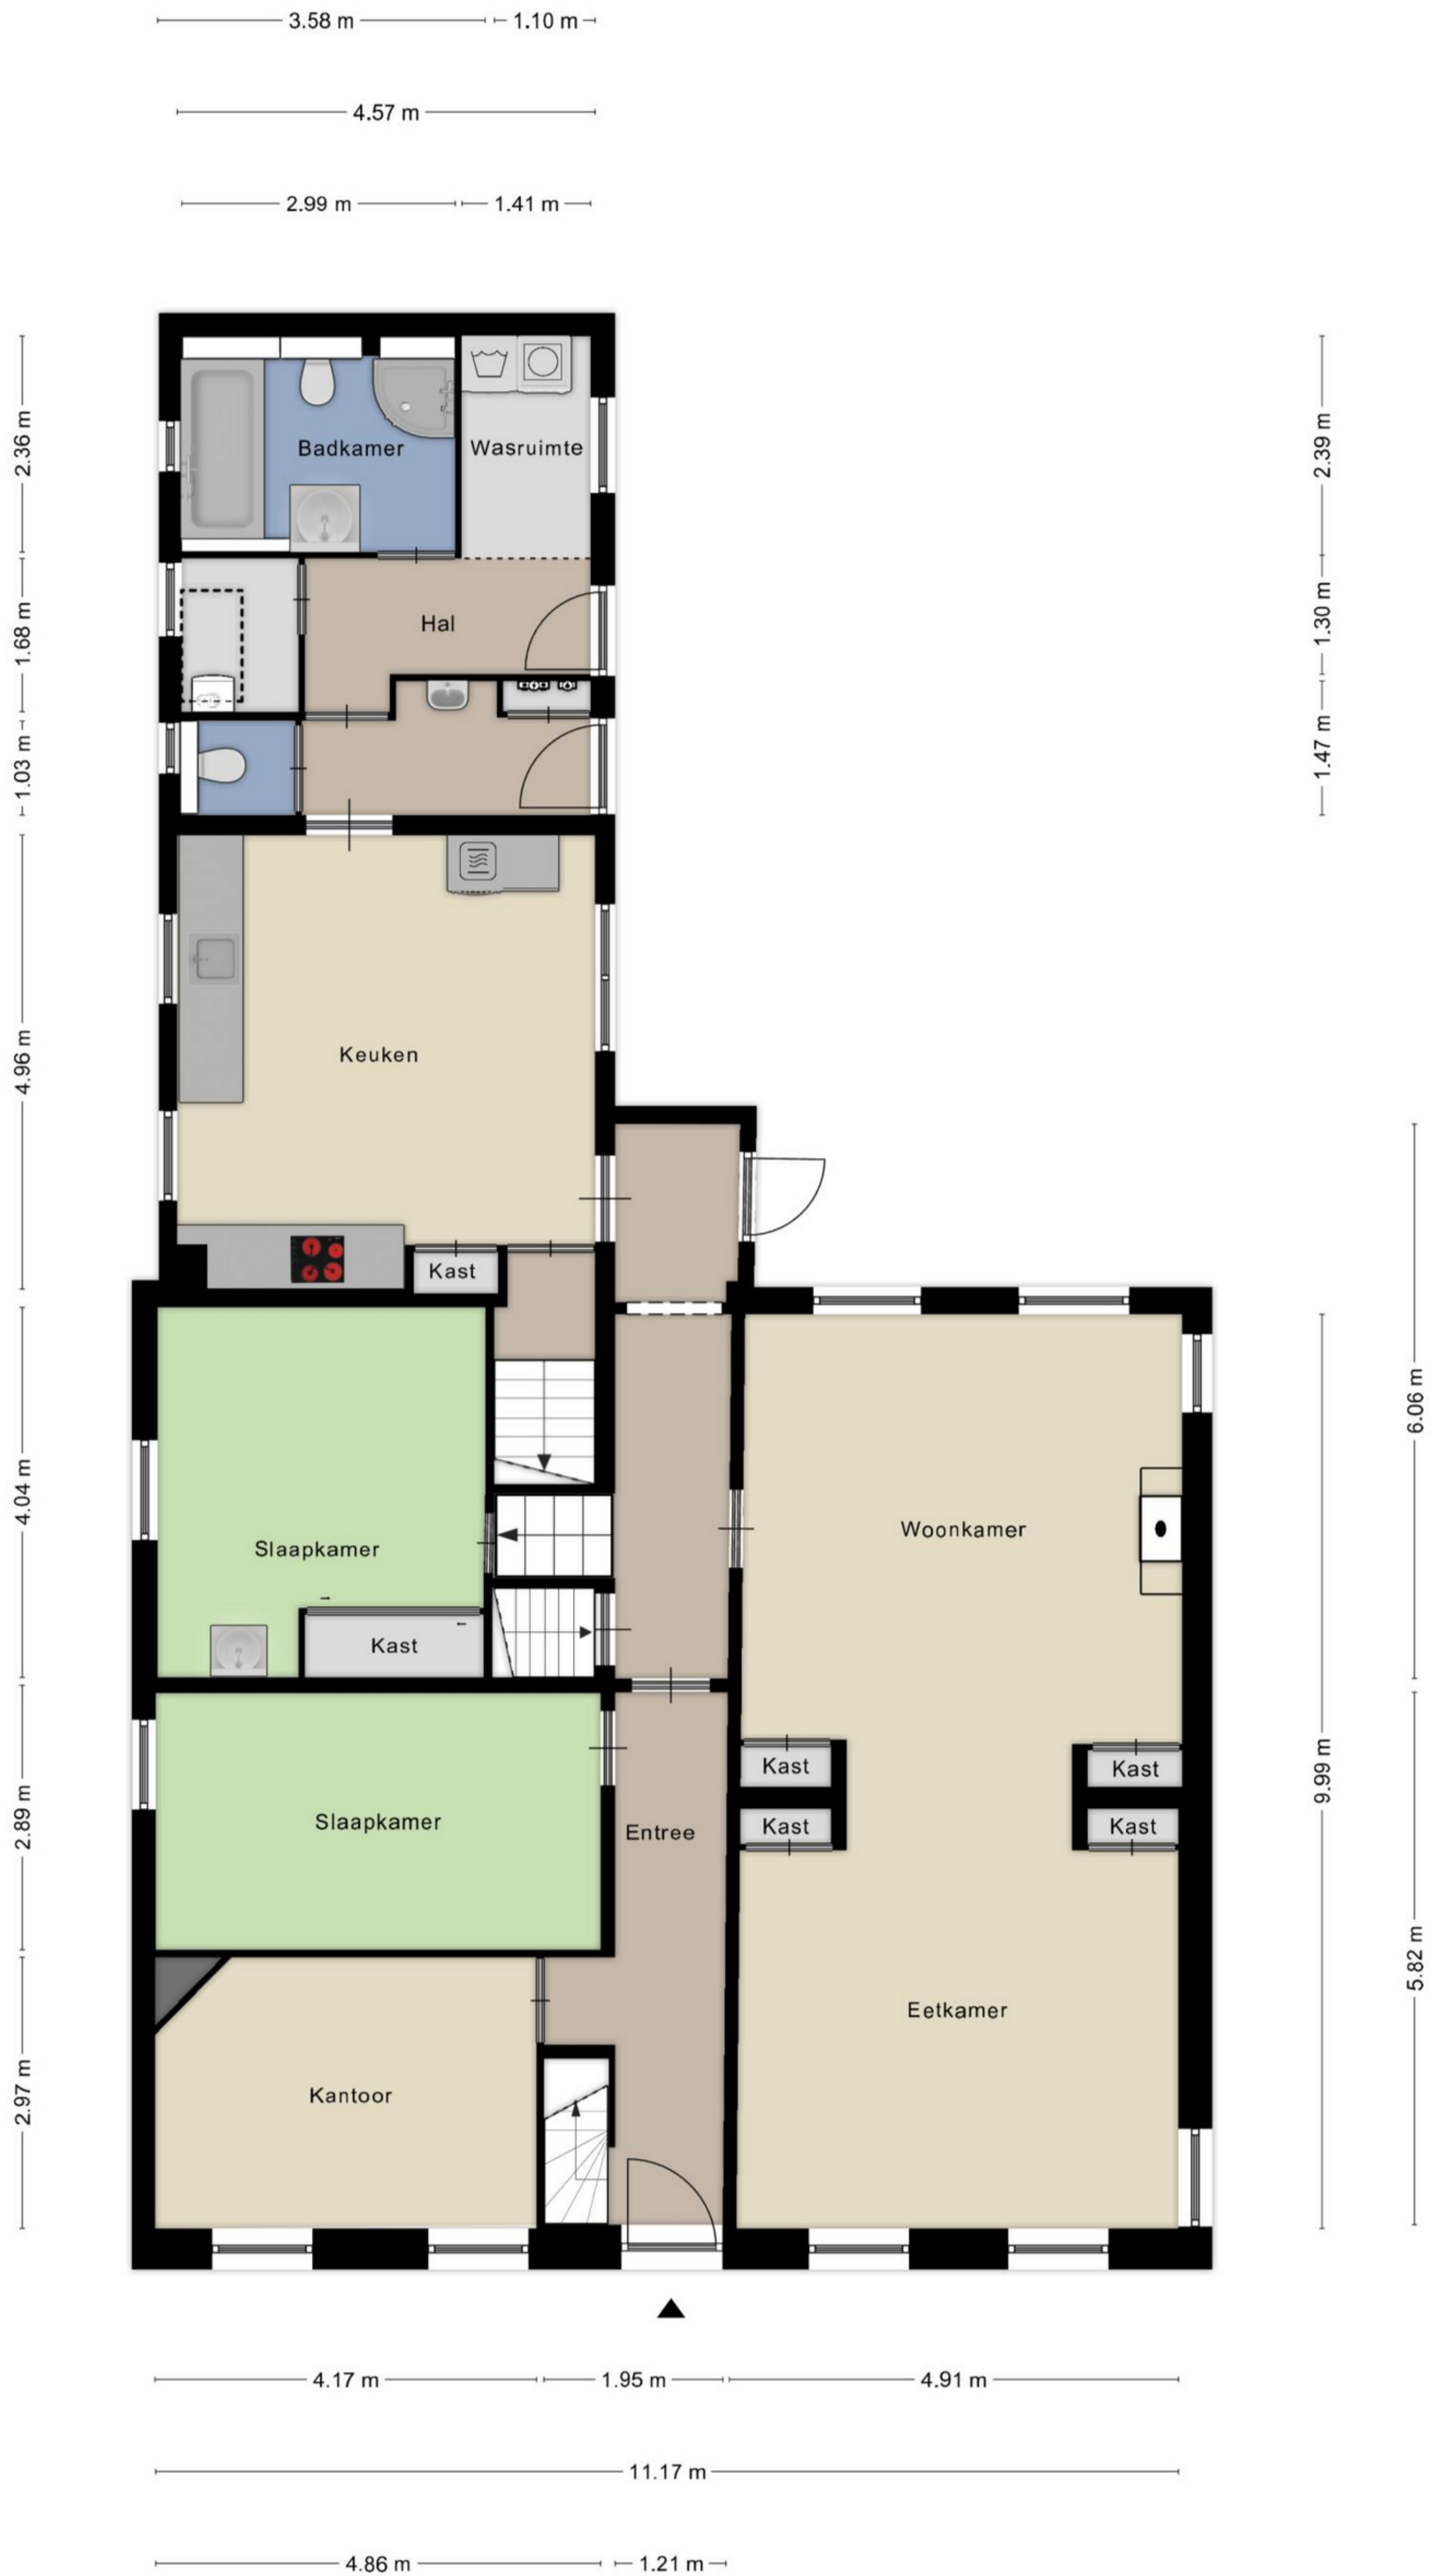 3.58 m
1.10 m
4.57 m
2.99 m
1.41 m
2.36 m
2.39 m
Badkamer
Wasruimte
1.68 m
1.30 m
Hal
1.03 m
1.47 m
4.96 m
Keuken
Kast
4.04 m
6.06 m
Slaapkamer
Woonkamer
Kast
2.89 m
9.99 m
Kast
Kast
Slaapkamer
Entree
Kast
Kast
5.82 m
2.97 m
Eetkamer
Kantoor
4.17 m
1.95 m
4.91 m
11.17 m
4.86 m
1.21 m